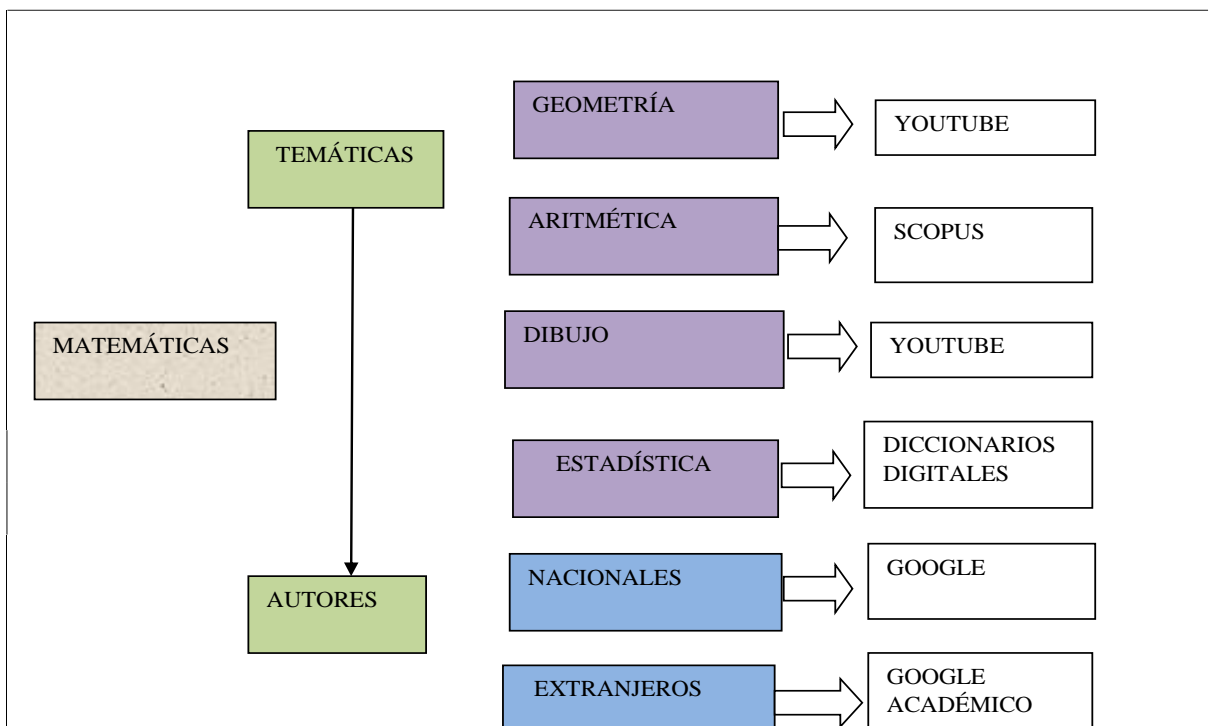 GEOMETRÍA
YOUTUBE
TEMÁTICAS
ARITMÉTICA
SCOPUS
MATEMÁTICAS
DIBUJO
YOUTUBE
ESTADÍSTICA
DICCIONARIOS
DIGITALES
NACIONALES
GOOGLE
AUTORES
EXTRANJEROS
GOOGLE
ACADÉMICO